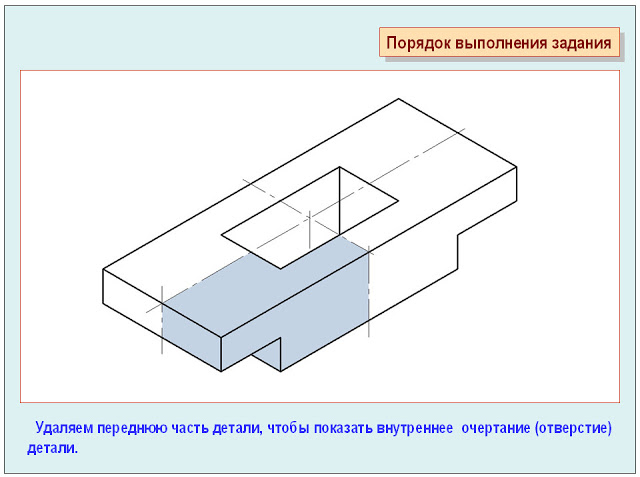 Порядок выполнения задания
Удаляем переднюю часть детали, чтобы показать внутреннее очертание (отверстие)
детали.